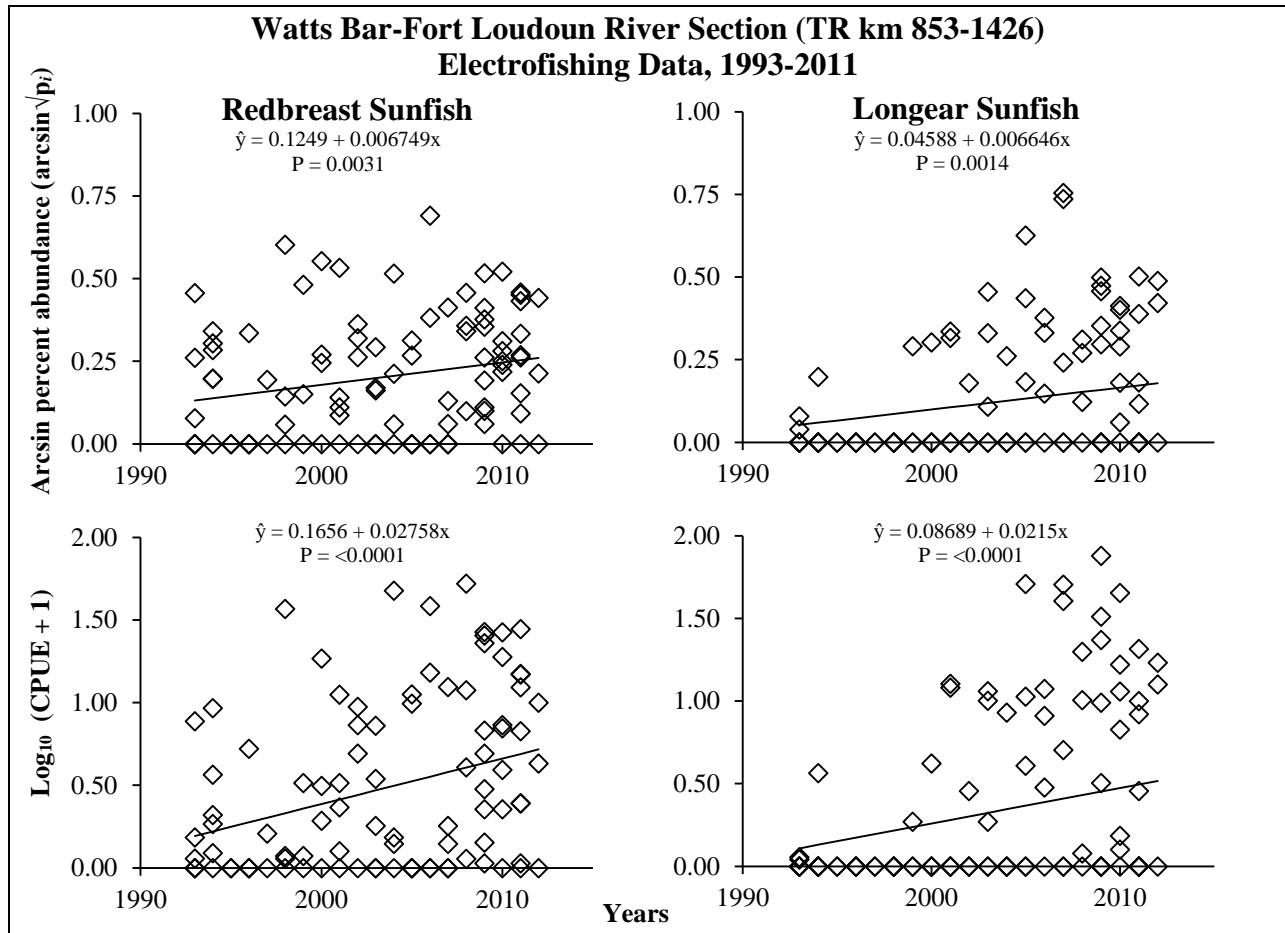 Watts Bar-Fort Loudoun River Section (TR km 853-1426)
Electrofishing Data, 1993-2011
Redbreast Sunfish
ŷ = 0.1249 + 0.006749x
P = 0.0031
Arcsin percent abundance (arcsin√pi)
1.00
0.75
0.50
0.25
0.00
1990
2000
2010
Longear Sunfish
ŷ = 0.04588 + 0.006646x
P = 0.0014
1.00
0.75
0.50
0.25
0.00
1990
2000
2010
ŷ = 0.1656 + 0.02758x
P = <0.0001
Log10 (CPUE + 1)
2.00
1.50
1.00
0.50
0.00
1990
2000
2010
ŷ = 0.08689 + 0.0215x
P = <0.0001
2.00
1.50
1.00
0.50
0.00
1990
2000
2010
Years